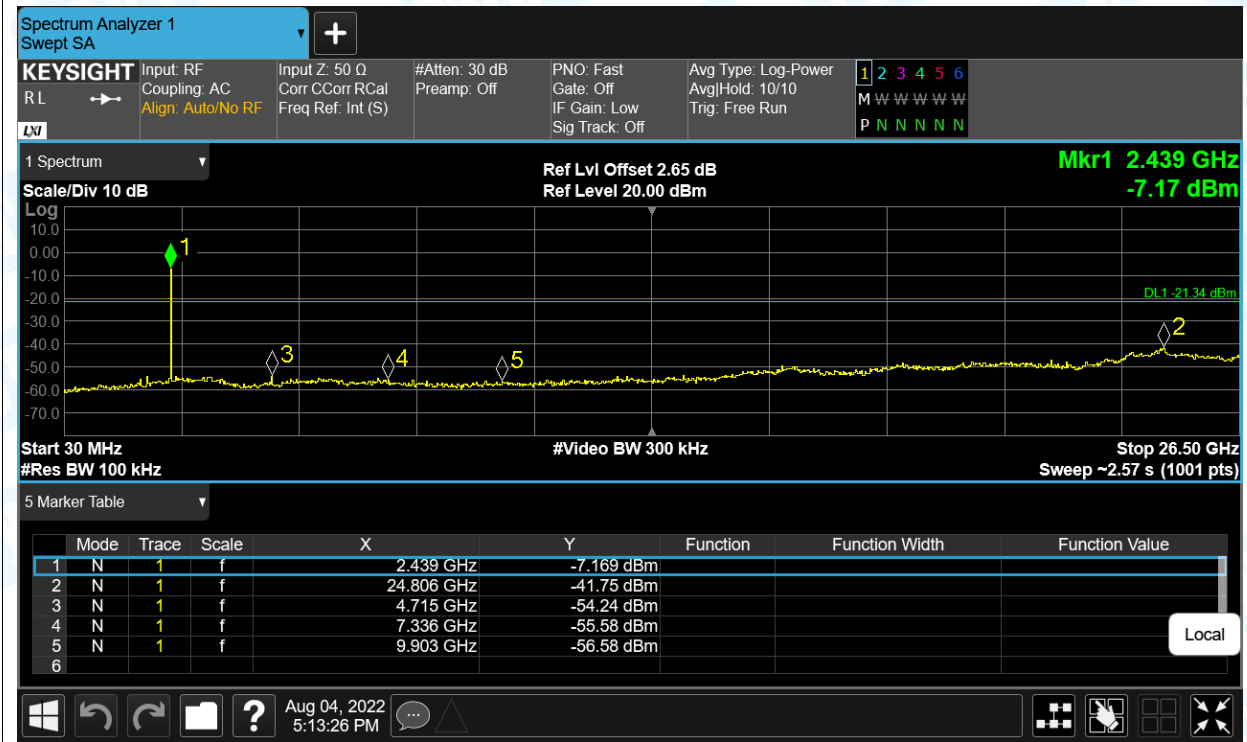 Spectrum Analyzer 1
Swept SA
+
KEYSIGHT
R L
LXI
Input: RF
Coupling: AC
Align: Auto/No RF
Input Z: 50 Ω
Corr CCorr RCal
Freq Ref: Int (S)
#Atten: 30 dB
Preamp: Off
PNO: Fast
Gate: Off
IF Gain: Low
Sig Track: Off
Avg Type: Log-Power
Avg|Hold: 10/10
Trig: Free Run
1 2 3 4 5 6
M W W W W W
P N N N N N
1 Spectrum
Scale/Div 10 dB
Ref Lvl Offset 2.65 dB
Ref Level 20.00 dBm
Mkr1 2.439 GHz
-7.17 dBm
Log
10.0
0.00
-10.0
-20.0
-30.0
-40.0
-50.0
-60.0
-70.0
1
DL1 -21.34 dBm
2
3
4
5
Start 30 MHz
#Video BW 300 kHz
Stop 26.50 GHz
#Res BW 100 kHz
Sweep ~2.57 s (1001 pts)
5 Marker Table
Mode Trace Scale X Y Function Function Width Function Value
1 N 1 f 2.439 GHz -7.169 dBm
2 N 1 f 24.806 GHz -41.75 dBm
3 N 1 f 4.715 GHz -54.24 dBm
4 N 1 f 7.336 GHz -55.58 dBm
5 N 1 f 9.903 GHz -56.58 dBm
6
Local
?
Aug 04, 2022
5:13:26 PM